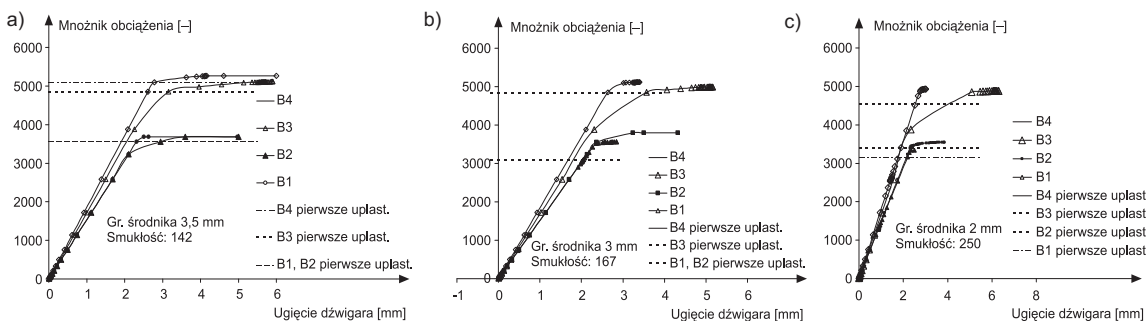 a)
Mnożnik obciążenia [–]
6000
5000
4000
3000
2000
1000
0
0 1 2 3 4 5 6
Ugięcie dźwigara [mm]
Gr. środnika 3,5 mm
Smukłość: 142
B4
B3
B2
B1
B4 pierwsze uplast.
B3 pierwsze uplast.
B1, B2 pierwsze uplast.
b)
Mnożnik obciążenia [–]
6000
5000
4000
3000
2000
1000
0
-1 0 1 2 3 4 5 6 7
Ugięcie dźwigara [mm]
Gr. środnika 3 mm
Smukłość: 167
B4
B3
B2
B1
B4 pierwsze uplast.
B3 pierwsze uplast.
B1, B2 pierwsze uplast.
c)
Mnożnik obciążenia [–]
6000
5000
4000
3000
2000
1000
0
0 2 4 6 8
Ugięcie dźwigara [mm]
Gr. środnika 2 mm
Smukłość: 250
B4
B3
B2
B1
B4 pierwsze uplast
B3 pierwsze uplast.
B2 pierwsze uplast.
B1 pierwsze uplast.